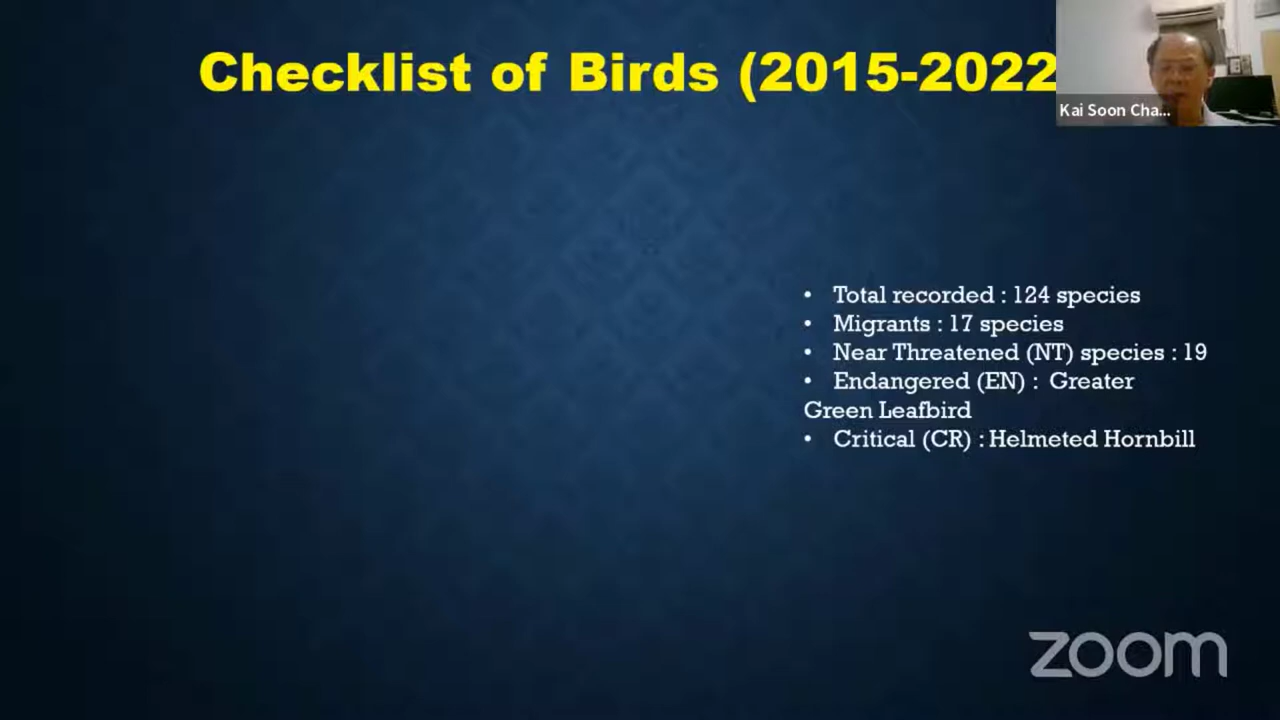 Checklist of Birds (2015-2022
Kai Soon Cha...
• Total recorded : 124 species
• Migrants : 17 species
• Near Threatened (NT) species : 19
• Endangered (EN) : Greater
Green Leafbird
• Critical (CR) : Helmeted Hornbill
zoom